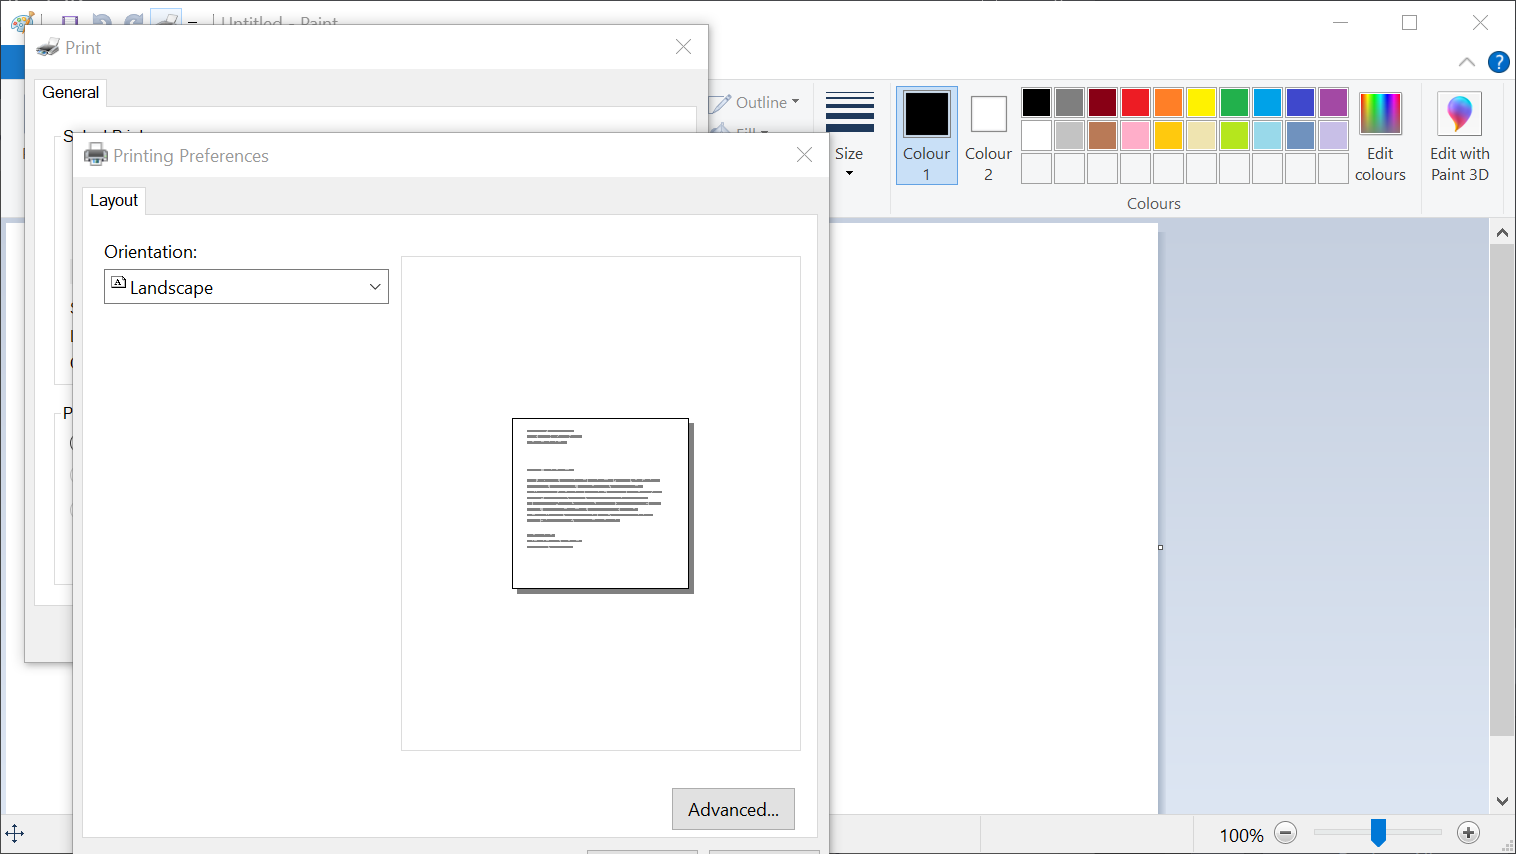 Untitled - Paint
Print
General
Outline
Fill
Size
Colour
1
Colour
2
Edit
colours
Edit with
Paint 3D
Colours
Printing Preferences
Layout
Orientation:
Landscape
Advanced...
100%